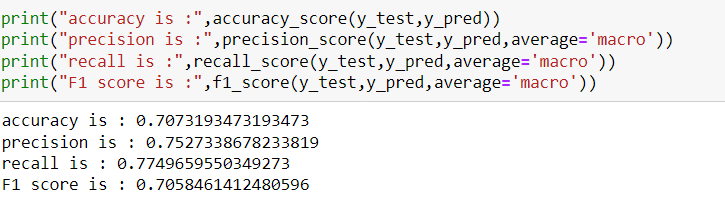 print("accuracy is :",accuracy_score(y_test,y_pred))
print("precision is :",precision_score(y_test,y_pred,average='macro'))
print("recall is :",recall_score(y_test,y_pred,average='macro'))
print("F1 score is :",f1_score(y_test,y_pred,average='macro'))
accuracy is : 0.7073193473193473
precision is : 0.7527338678233819
recall is : 0.7749659550349273
F1 score is : 0.7058461412480596